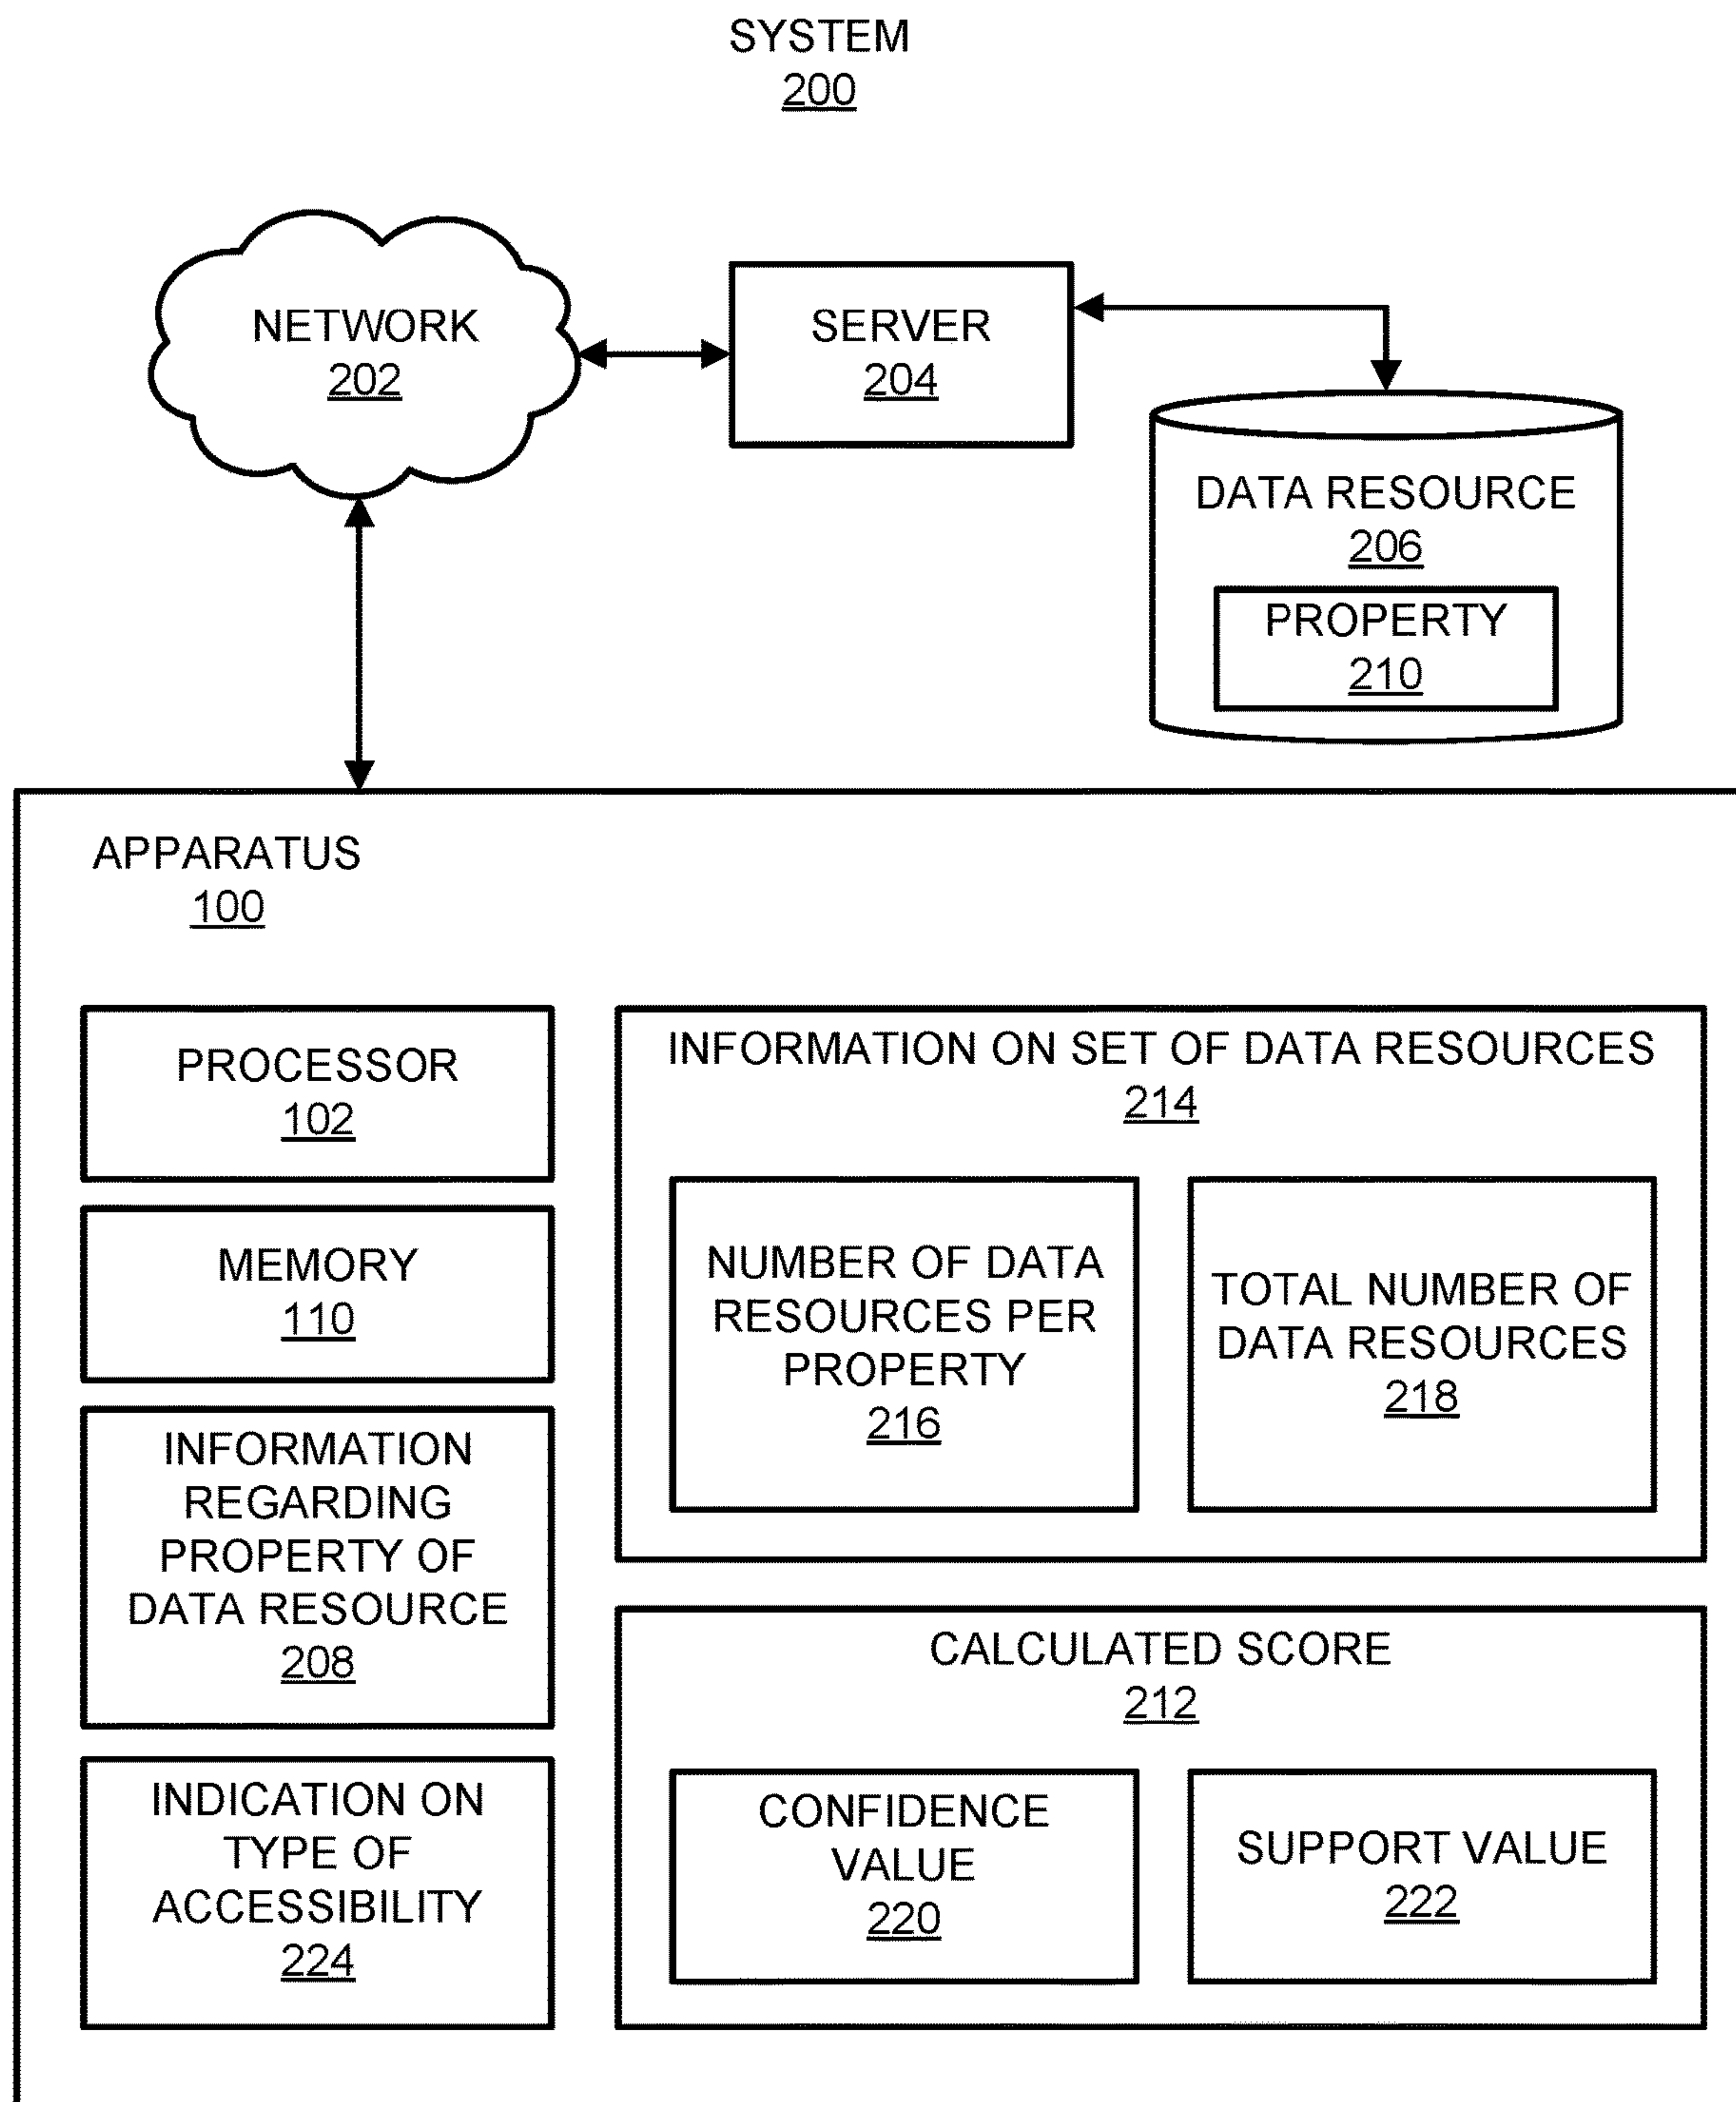 SYSTEM
200
NETWORK
202
SERVER
204
DATA RESOURCE
206
PROPERTY
210
APPARATUS
100
PROCESSOR
102
MEMORY
110
INFORMATION
REGARDING
PROPERTY OF
DATA RESOURCE
208
INDICATION ON
TYPE OF
ACCESSIBILITY
224
INFORMATION ON SET OF DATA RESOURCES
214
NUMBER OF DATA
RESOURCES PER
PROPERTY
216
TOTAL NUMBER OF
DATA RESOURCES
218
CALCULATED SCORE
212
CONFIDENCE
VALUE
220
SUPPORT VALUE
222